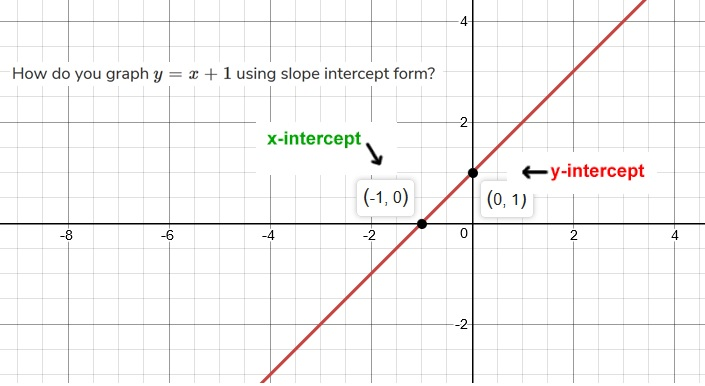 4
How do you graph y = x + 1 using slope intercept form?
2
x-intercept
y-intercept
(-1, 0)
(0, 1)
-8 -6 -4 -2 0 2 4
-2